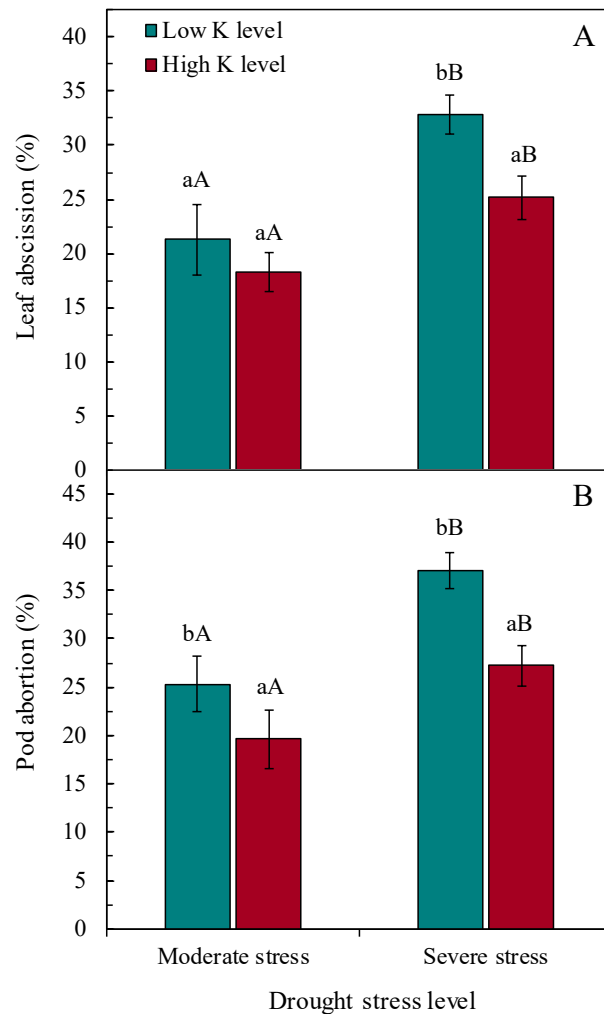 Low K level
High K level
A
Leaf abscission (%)
40
35
30
25
20
15
10
5
0
aA
aA
bB
aB
B
Pod abortion (%)
45
40
35
30
25
20
15
10
5
0
bA
aA
bB
aB
Moderate stress
Severe stress
Drought stress level